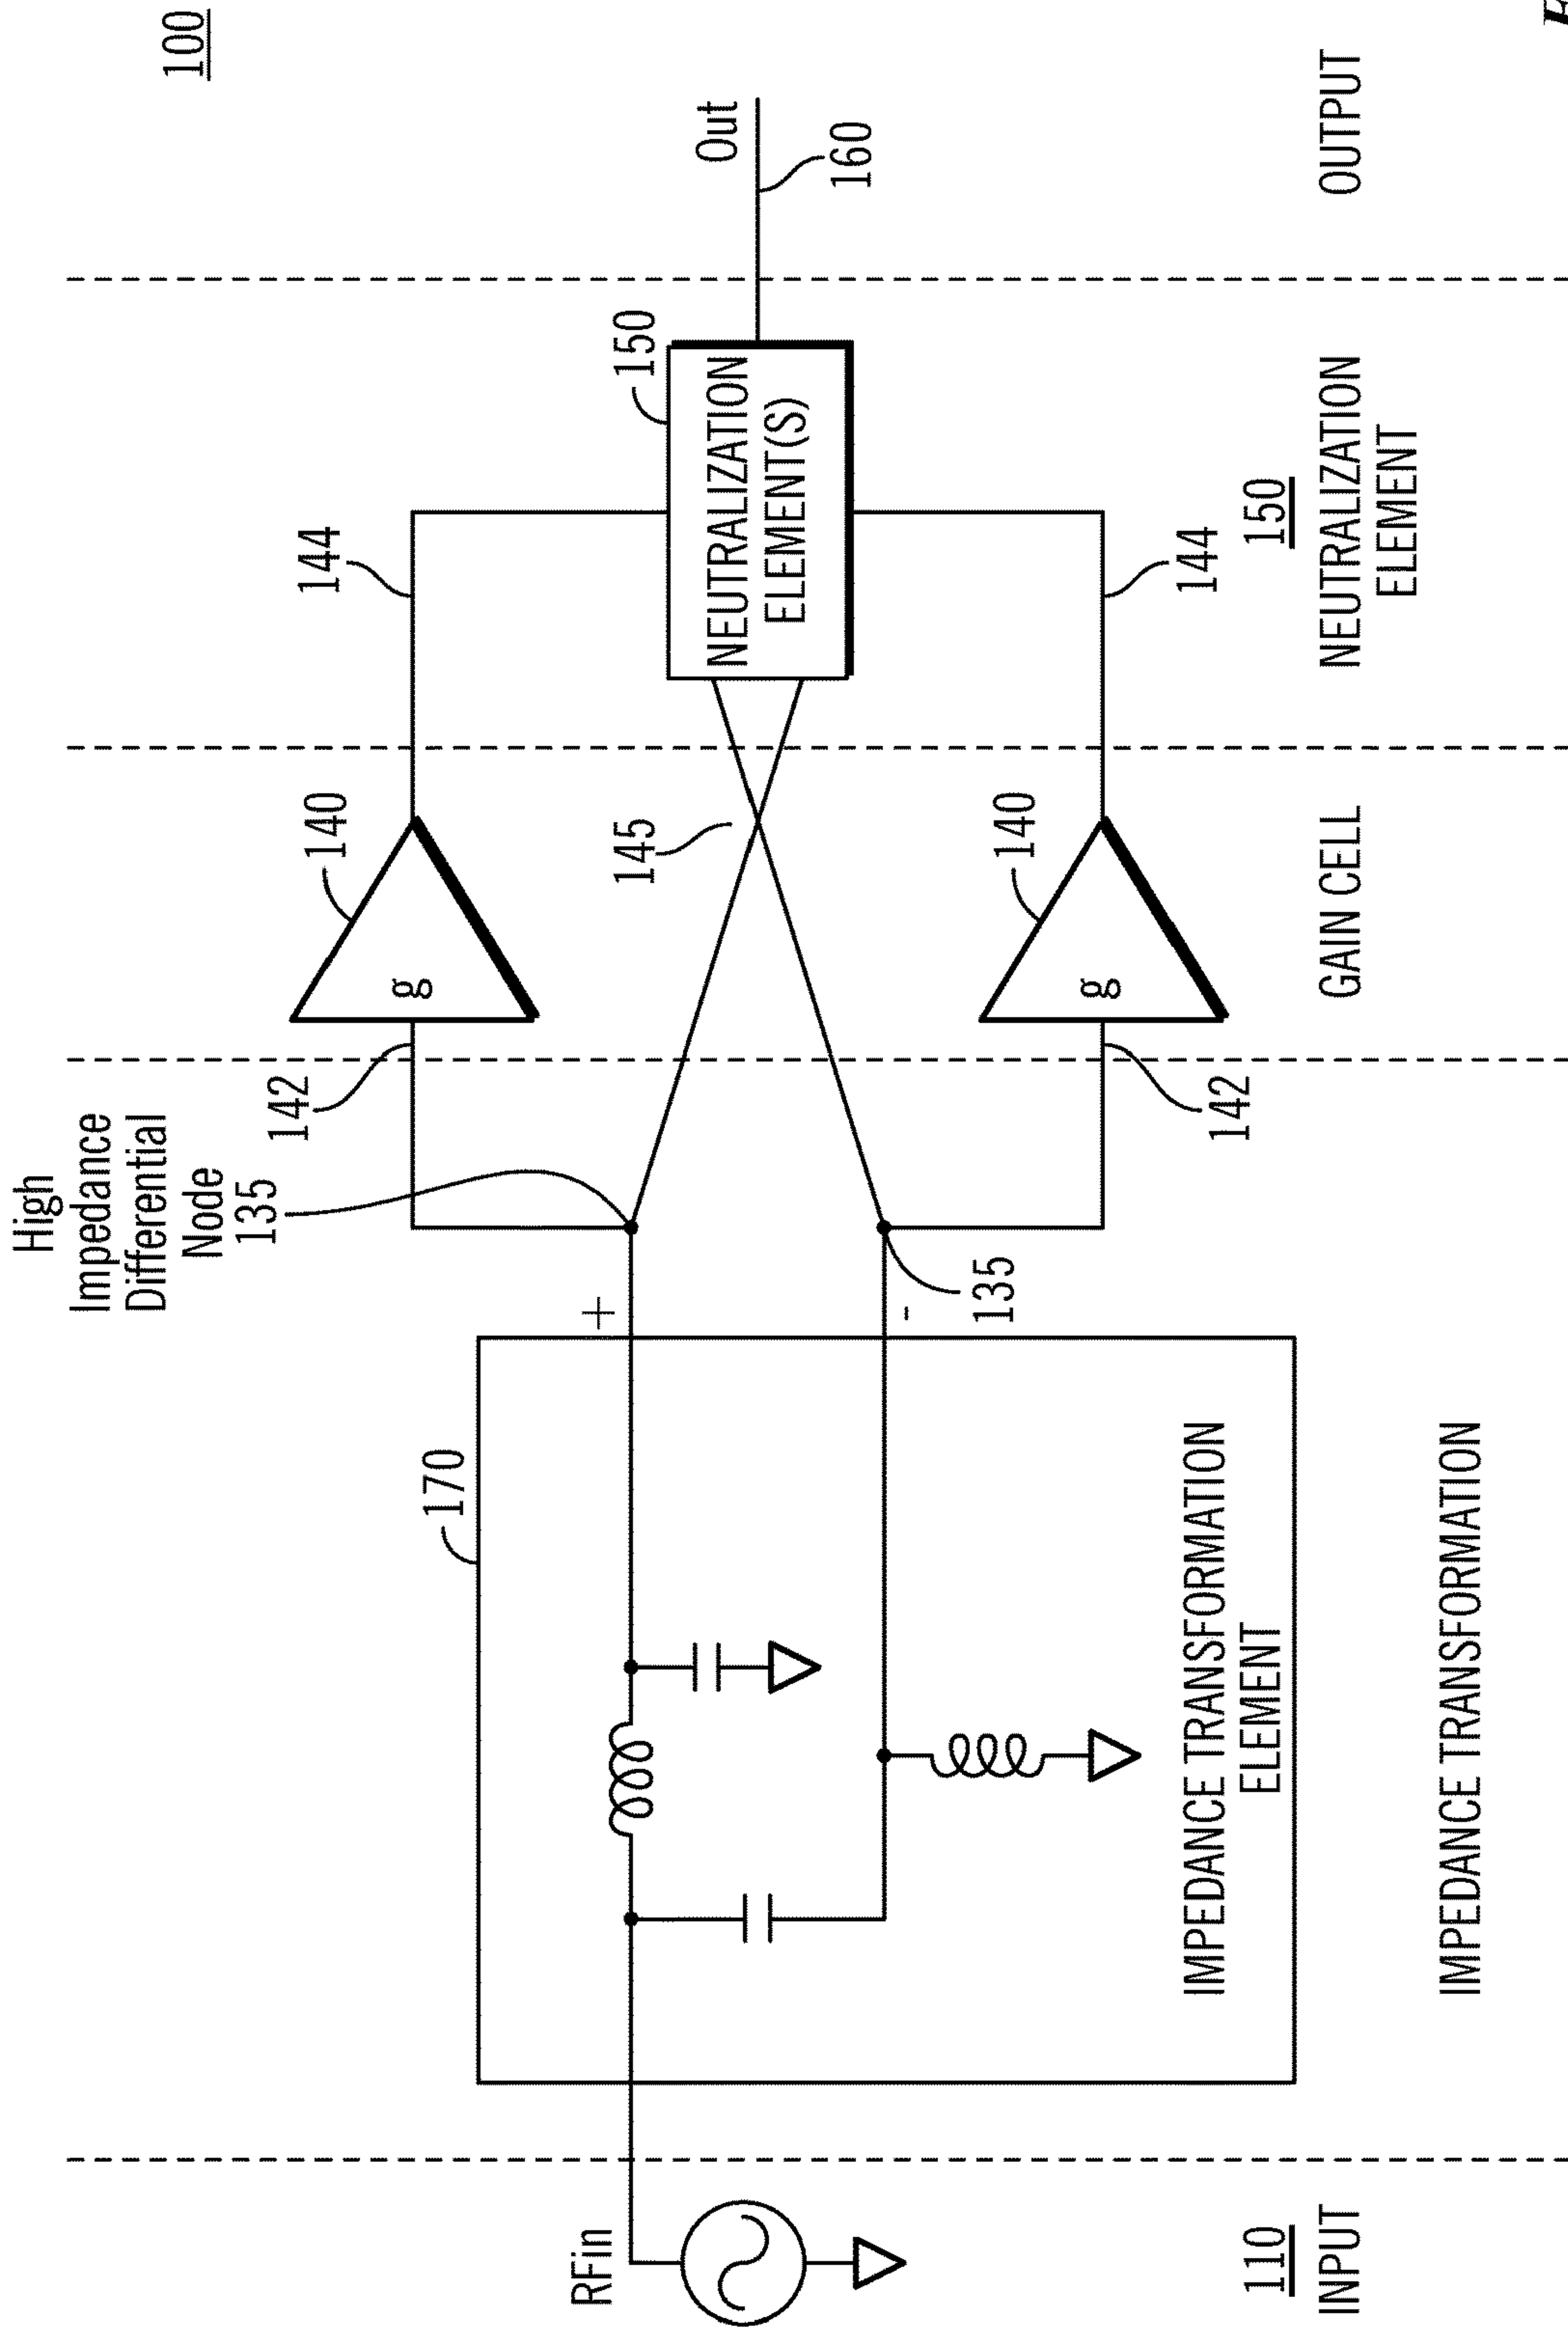 100
High
Impedance
Differential
Node
135
142
140
144
170
+
RFin
145
150
NEUTRALIZATION
ELEMENT(S)
Out
160
g
-
135
142
g
140
144
IMPEDANCE TRANSFORMATION
ELEMENT
110
INPUT
IMPEDANCE TRANSFORMATION
GAIN CELL
150
NEUTRALIZATION
ELEMENT
OUTPUT